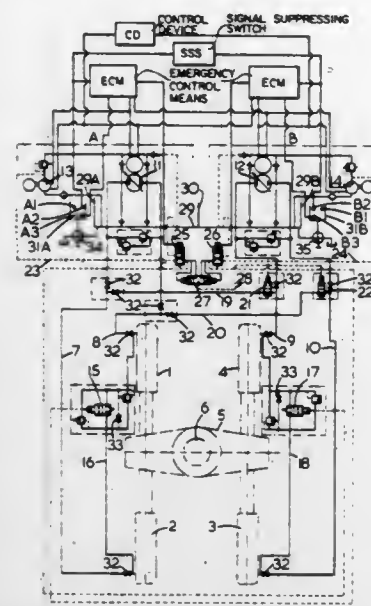 CD
CONTROL
DEVICE
SIGNAL SUPPRESSING
SWITCH
SSS
ECM
EMERGENCY
CONTROL
MEANS
ECM
A
B
13
11
12
14
29A
30
29
29B
A1
A2
A3
31A
B2
B1
31B
B3
34
35
25
26
23
24
27
19
28
32
32
21
32
32
22
7
8
32
20
32
9
10
32
1
4
15
33
6
5
33
17
16
18
32
2
3
32